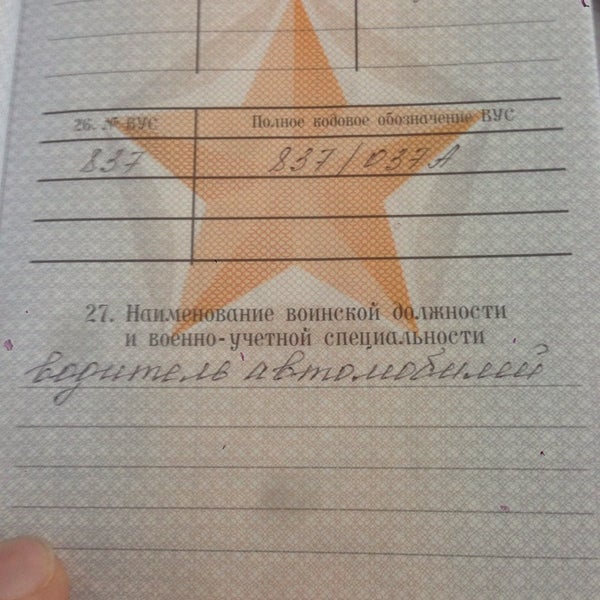 26. № ВУС Полное кодовое обозначение ВУС
837 837/037А
27. Наименование воинской должности
и военно-учетной специальности
водитель автомобилей